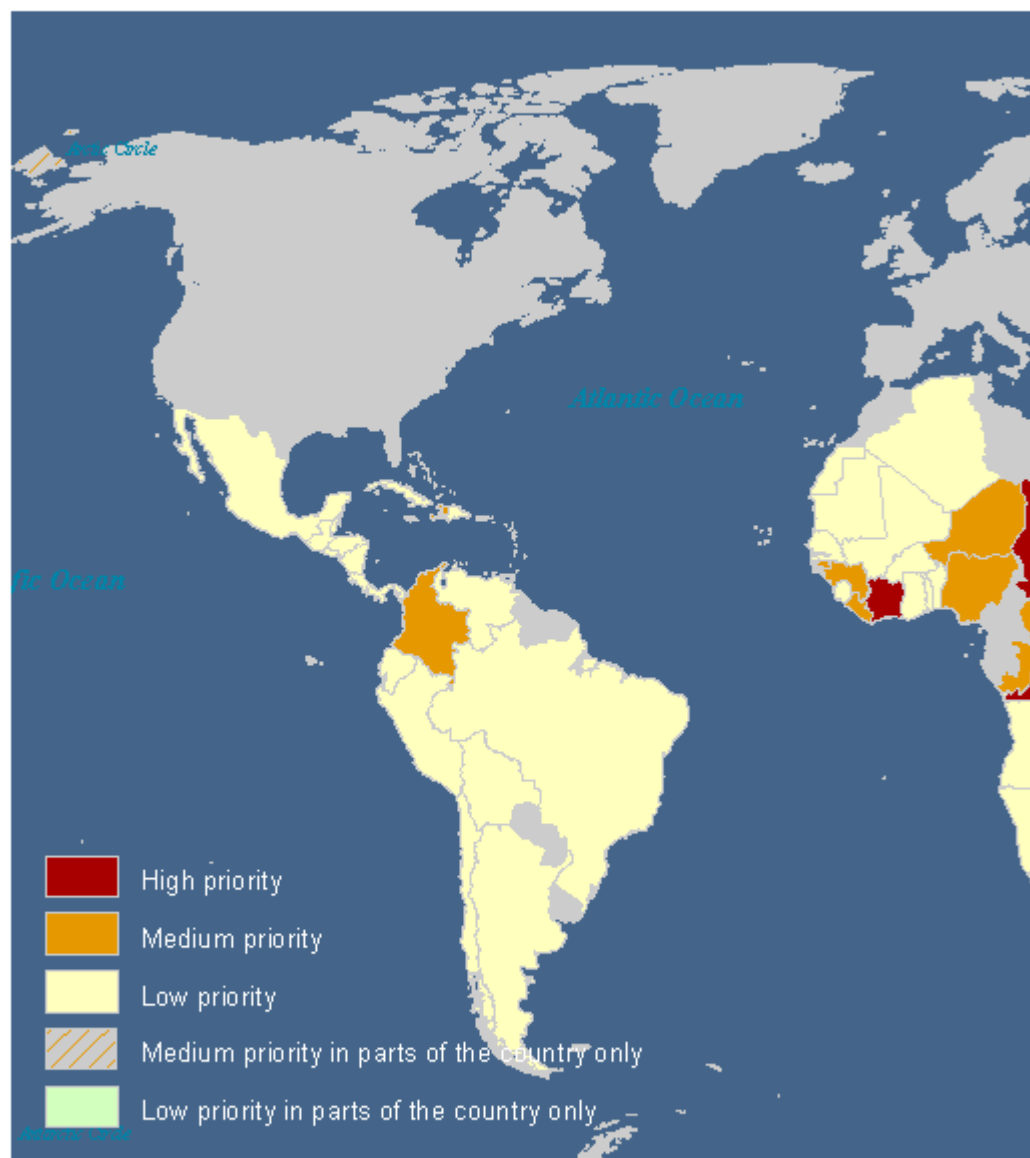 Arctic Circle
Atlantic Ocean
fic Ocean
High priority
Medium priority
Low priority
Medium priority in parts of the country only
Low priority in parts of the country only
Circle